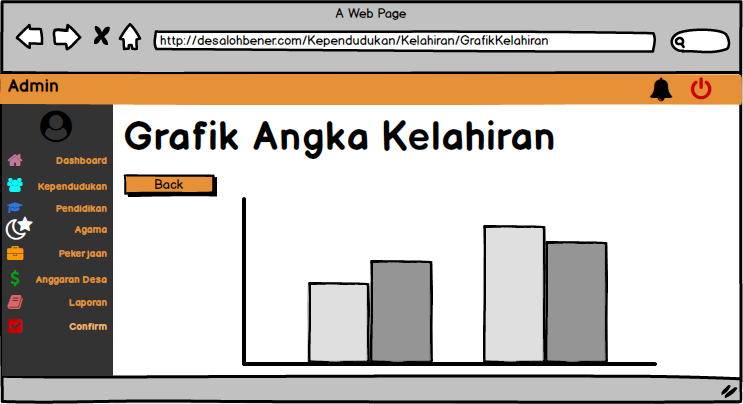 A Web Page
http://desalohbener.com/Kependudukan/Kelahiran/GrafikKelahiran
Admin
Grafik Angka Kelahiran
Back
Dashboard
Kependudukan
Pendidikan
Agama
Pekerjaan
Anggaran Desa
Laporan
Confirm